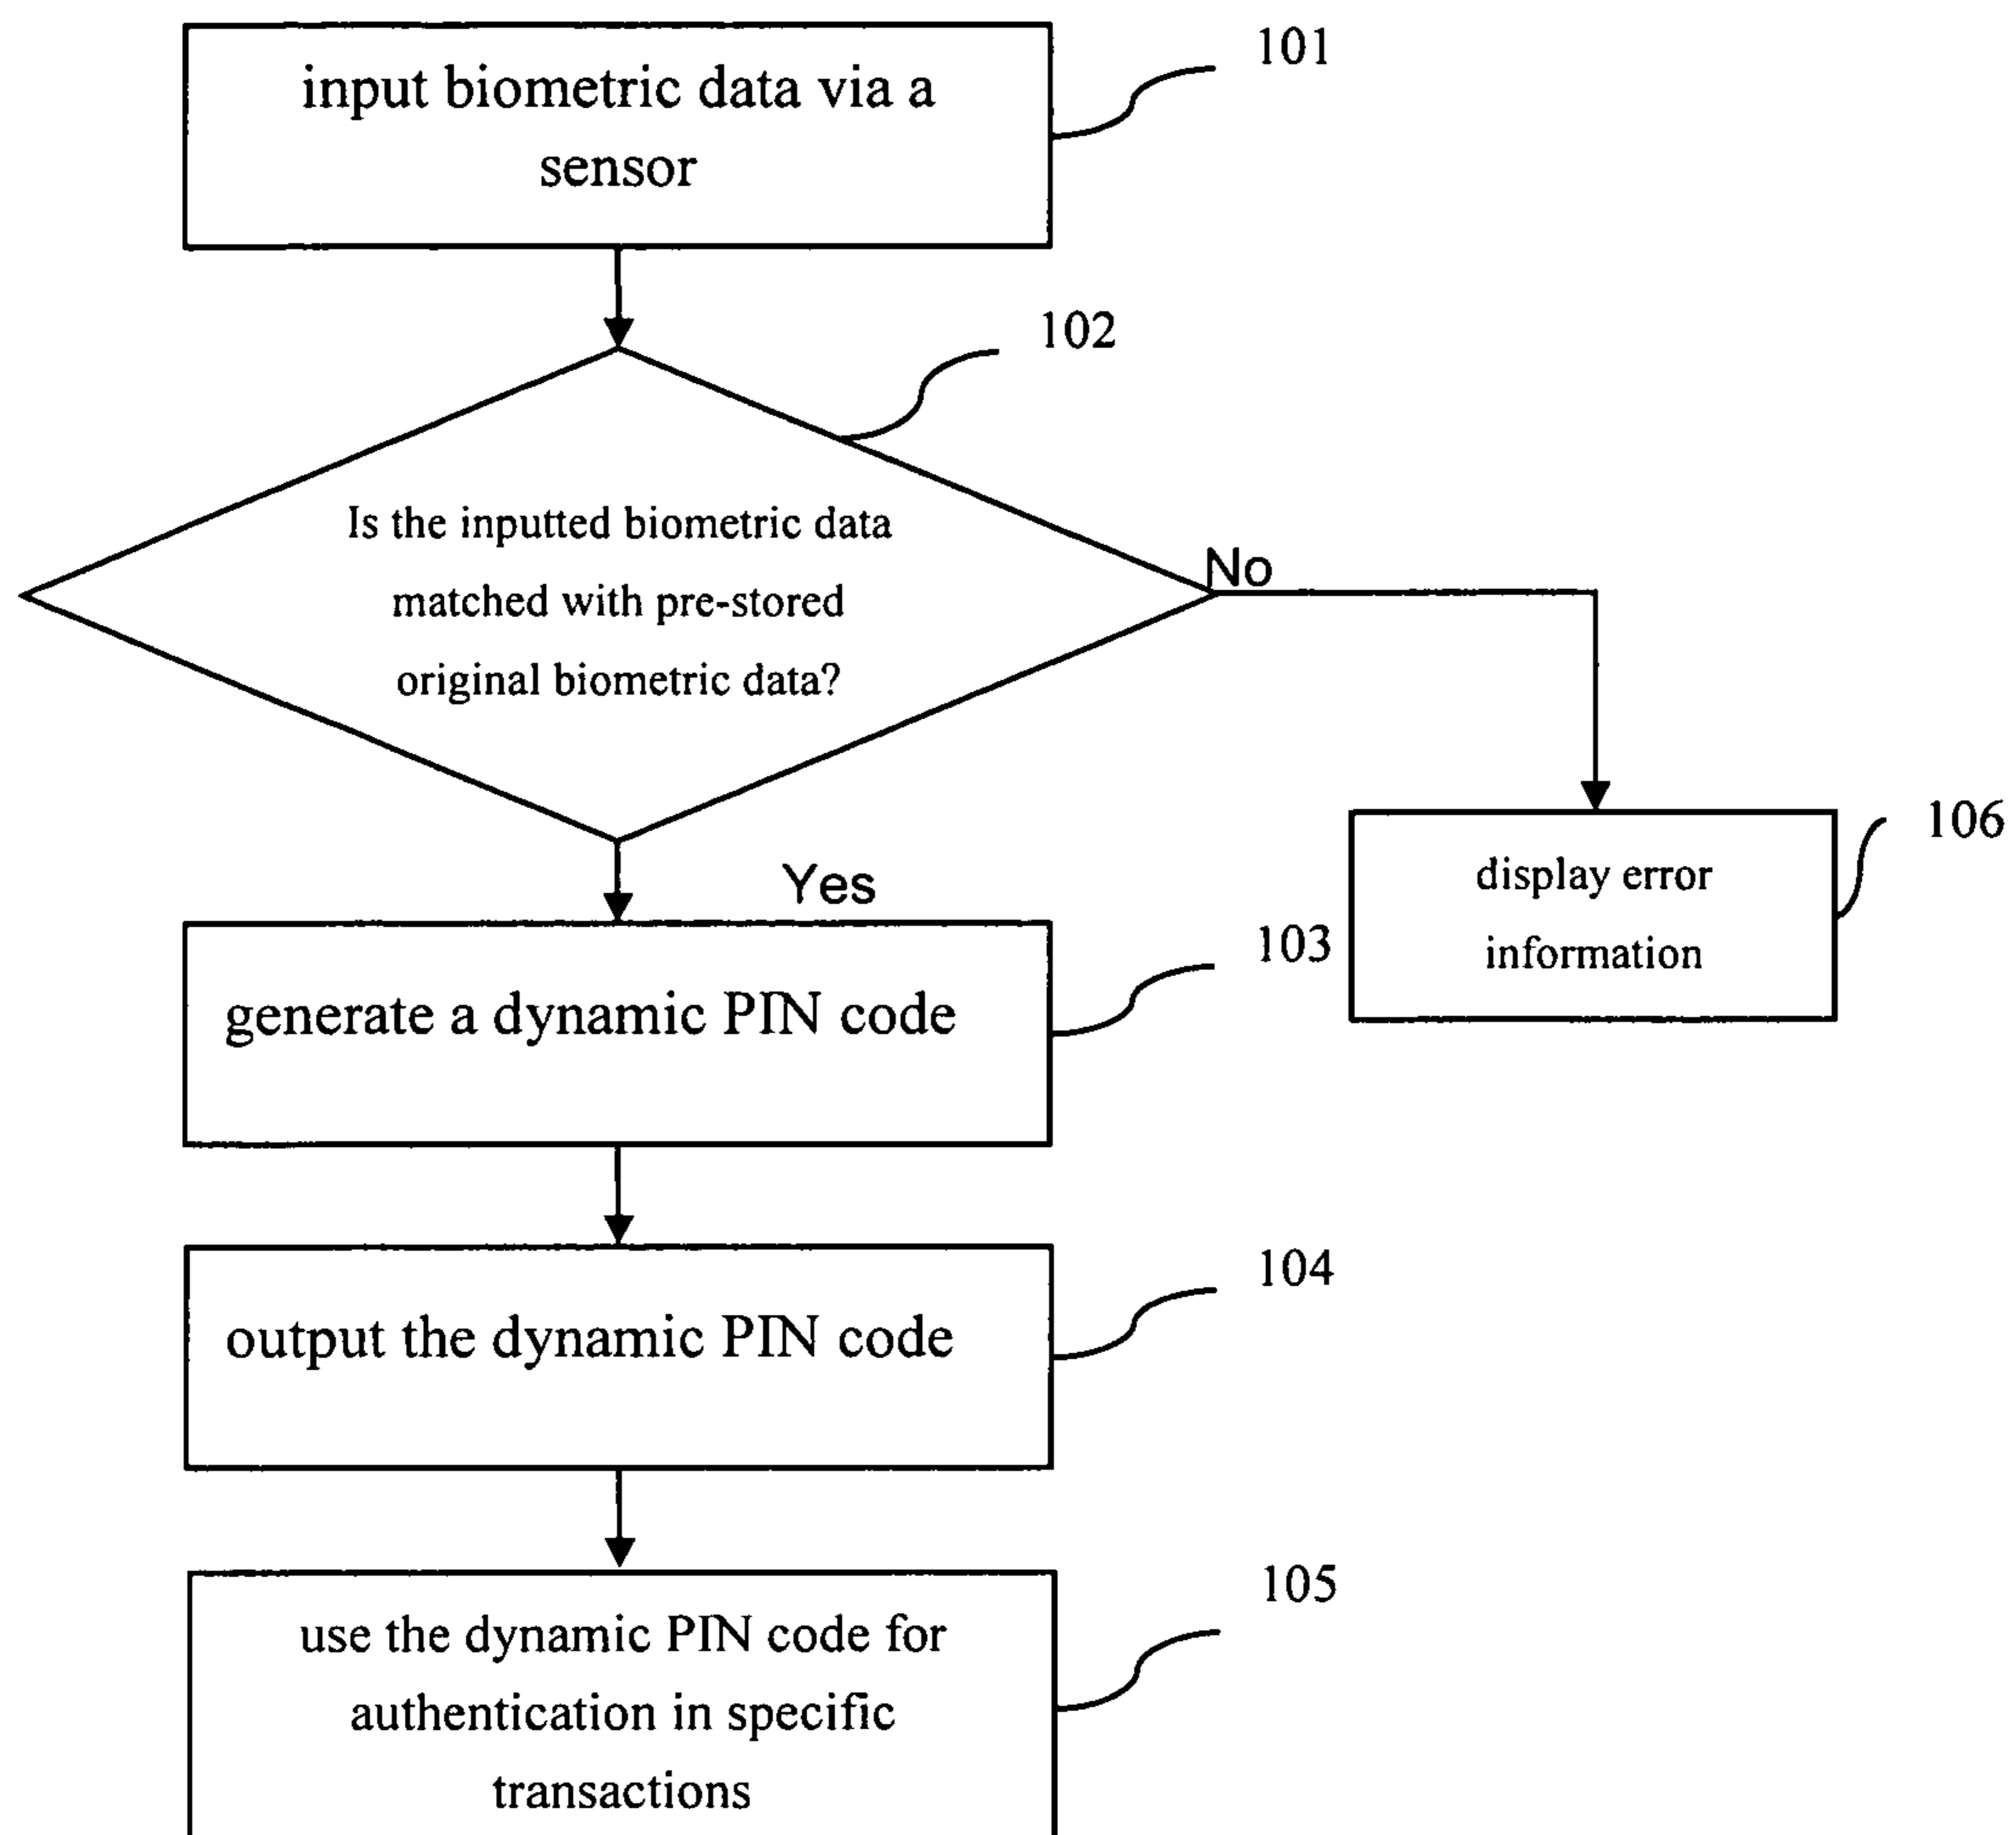 input biometric data via a
sensor
101
102
Is the inputted biometric data
matched with pre-stored
original biometric data?
No
Yes
display error
information
106
generate a dynamic PIN code
103
output the dynamic PIN code
104
use the dynamic PIN code for
authentication in specific
transactions
105